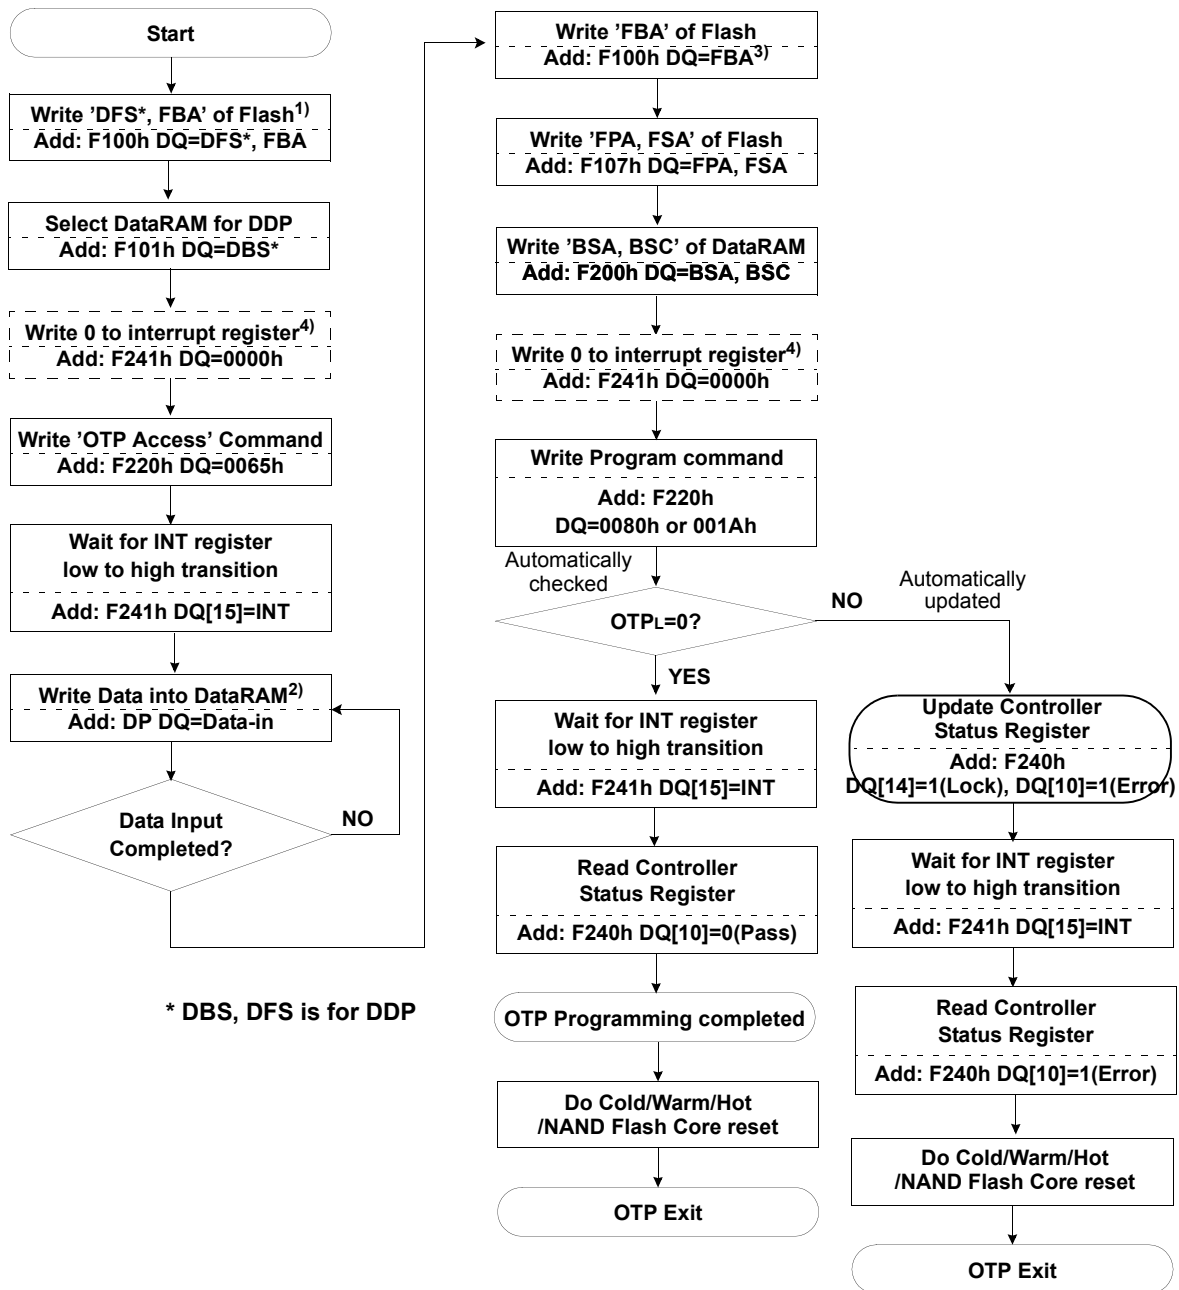 Start
Write ’DFS*, FBA’ of Flash1)
Add: F100h DQ=DFS*, FBA
Select DataRAM for DDP
Add: F101h DQ=DBS*
Write 0 to interrupt register4)
Add: F241h DQ=0000h
Write ’OTP Access’ Command
Add: F220h DQ=0065h
Wait for INT register
low to high transition
Add: F241h DQ[15]=INT
Write Data into DataRAM2)
Add: DP DQ=Data-in
Data Input
Completed?
NO
* DBS, DFS is for DDP
Write ’FBA’ of Flash
Add: F100h DQ=FBA3)
Write ’FPA, FSA’ of Flash
Add: F107h DQ=FPA, FSA
Write ’BSA, BSC’ of DataRAM
Add: F200h DQ=BSA, BSC
Write 0 to interrupt register4)
Add: F241h DQ=0000h
Write Program command
Add: F220h
DQ=0080h or 001Ah
Automatically
checked
OTPL=0?
NO
Automatically
updated
YES
Wait for INT register
low to high transition
Add: F241h DQ[15]=INT
Read Controller
Status Register
Add: F240h DQ[10]=0(Pass)
OTP Programming completed
Do Cold/Warm/Hot
/NAND Flash Core reset
OTP Exit
Update Controller
Status Register
Add: F240h
DQ[14]=1(Lock), DQ[10]=1(Error)
Wait for INT register
low to high transition
Add: F241h DQ[15]=INT
Read Controller
Status Register
Add: F240h DQ[10]=1(Error)
Do Cold/Warm/Hot
/NAND Flash Core reset
OTP Exit